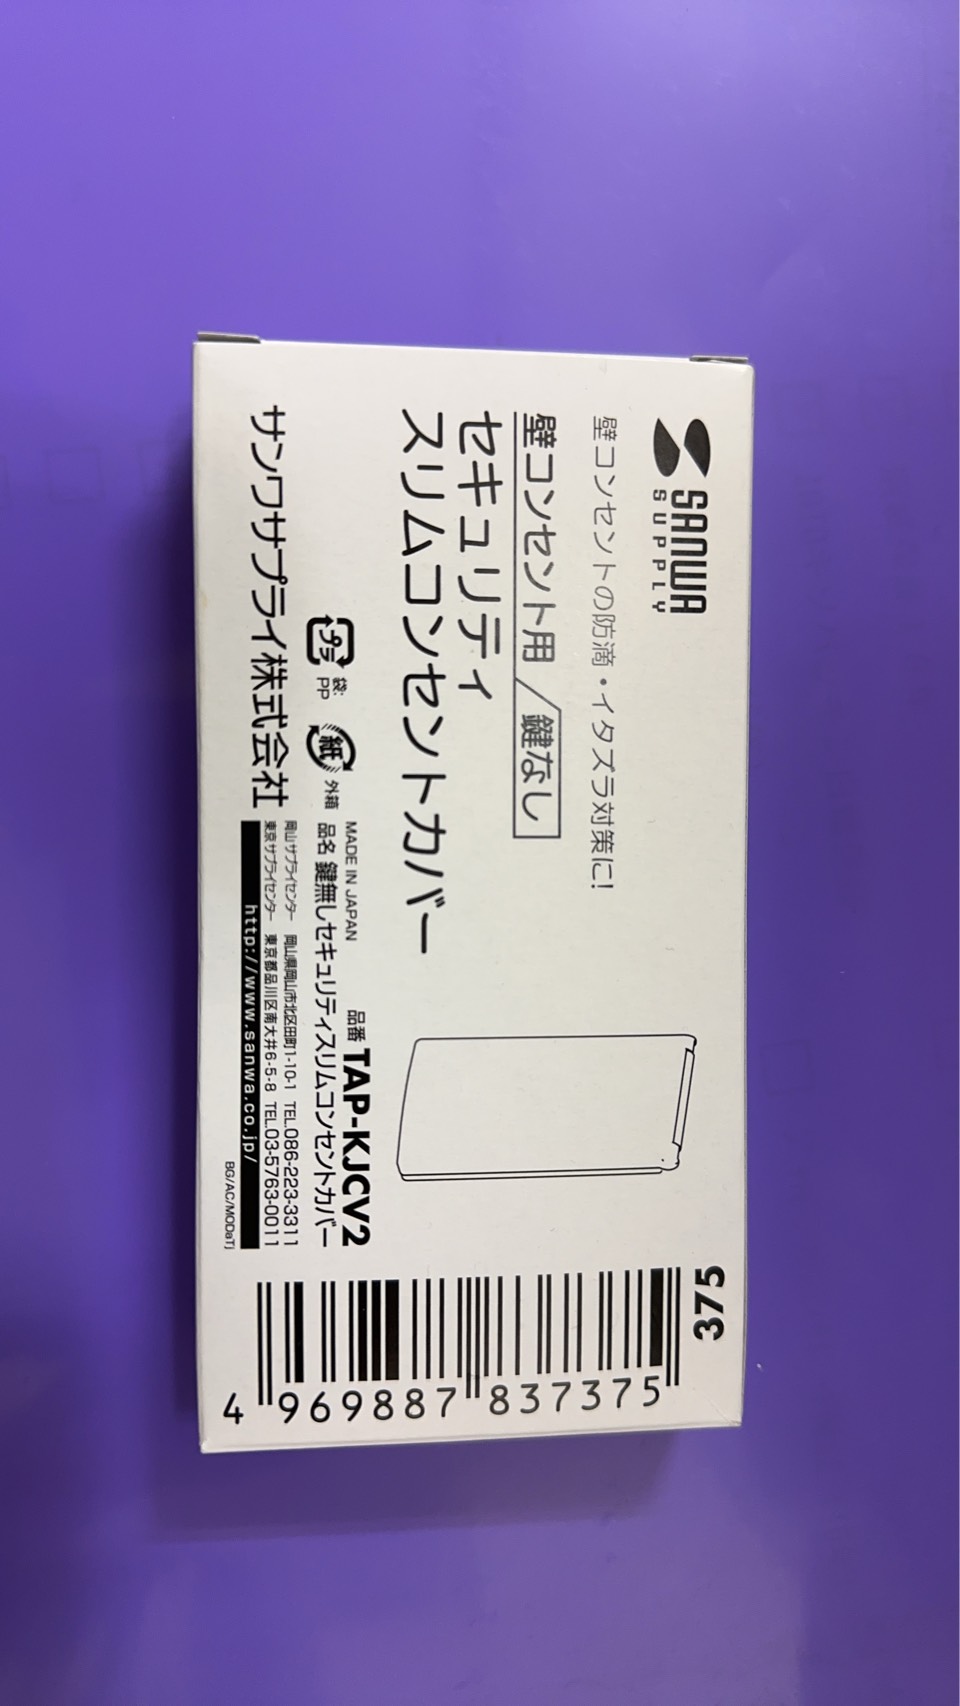 SANWA
SUPPLY
壁コンセントの防滴・イタズラ対策に!
壁コンセント用 鍵なし
セキュリティ
スリムコンセントカバー
375
プラ 袋:PP 紙 外箱
MADE IN JAPAN 品番 TAP-KJCV2
品名 鍵無しセキュリティスリムコンセントカバー
サンワサプライ株式会社
岡山サプライセンター 岡山県岡山市北区田町1-10-1 TEL.086-223-3311
東京サプライセンター 東京都品川区南大井6-5-8 TEL.03-5763-0011
http://www.sanwa.co.jp/
BG/AC/MODaTj
4 969887 837375